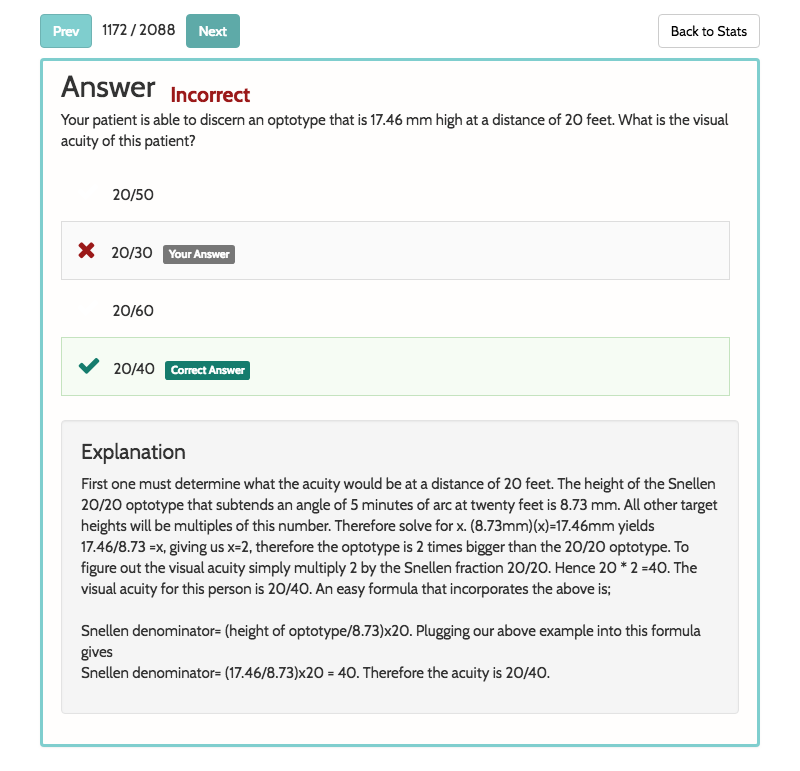 Prev 1172 / 2088 Next Back to Stats
Answer Incorrect
Your patient is able to discern an optotype that is 17.46 mm high at a distance of 20 feet. What is the visual
acuity of this patient?
20/50
20/30 Your Answer
20/60
20/40 Correct Answer
Explanation
First one must determine what the acuity would be at a distance of 20 feet. The height of the Snellen
20/20 optotype that subtends an angle of 5 minutes of arc at twenty feet is 8.73 mm. All other target
heights will be multiples of this number. Therefore solve for x. (8.73mm)(x)=17.46mm yields
17.46/8.73 =x, giving us x=2, therefore the optotype is 2 times bigger than the 20/20 optotype. To
figure out the visual acuity simply multiply 2 by the Snellen fraction 20/20. Hence 20 * 2 =40. The
visual acuity for this person is 20/40. An easy formula that incorporates the above is;
Snellen denominator= (height of optotype/8.73)x20. Plugging our above example into this formula
gives
Snellen denominator= (17.46/8.73)x20 = 40. Therefore the acuity is 20/40.